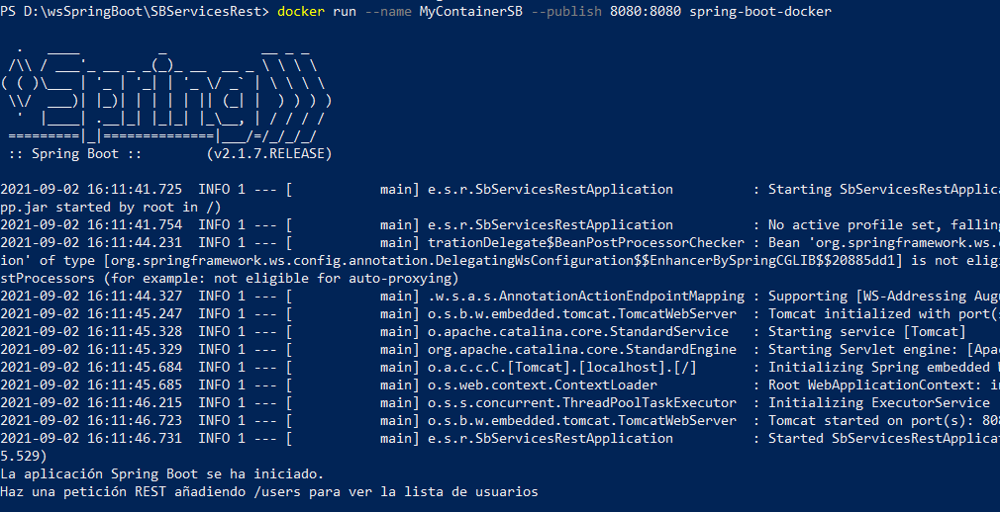 PS D:\wsSpringBoot\SBServicesRest> docker run --name MyContainerSB --publish 8080:8080 spring-boot-docker
  .   ____          _            __ _ _
 /\\ / ___'_ __ _ _(_)_ __  __ _ \ \ \ \
( ( )\___ | '_ | '_| | '_ \/ _` | \ \ \ \
 \\/  ___)| |_)| | | | | || (_| |  ) ) ) )
  '  |____| .__|_| |_|_| |_\__, | / / / /
 =========|_|==============|___/=/_/_/_/
 :: Spring Boot ::        (v2.1.7.RELEASE)
2021-09-02 16:11:41.725  INFO 1 --- [           main] e.s.r.SbServicesRestApplication          : Starting SbServicesRestApplic
pp.jar started by root in /)
2021-09-02 16:11:41.754  INFO 1 --- [           main] e.s.r.SbServicesRestApplication          : No active profile set, falling
2021-09-02 16:11:44.231  INFO 1 --- [           main] trationDelegate$BeanPostProcessorChecker : Bean 'org.springframework.ws.
ion' of type [org.springframework.ws.config.annotation.DelegatingWsConfiguration$$EnhancerBySpringCGLIB$$20885dd1] is not elig
stProcessors (for example: not eligible for auto-proxying)
2021-09-02 16:11:44.327  INFO 1 --- [           main] .w.s.a.s.AnnotationActionEndpointMapping : Supporting [WS-Addressing Aug
2021-09-02 16:11:45.247  INFO 1 --- [           main] o.s.b.w.embedded.tomcat.TomcatWebServer  : Tomcat initialized with port(s
2021-09-02 16:11:45.328  INFO 1 --- [           main] o.apache.catalina.core.StandardService   : Starting service [Tomcat]
2021-09-02 16:11:45.329  INFO 1 --- [           main] org.apache.catalina.core.StandardEngine  : Starting Servlet engine: [Apa
2021-09-02 16:11:45.684  INFO 1 --- [           main] o.a.c.c.C.[Tomcat].[localhost].[/]       : Initializing Spring embedded W
2021-09-02 16:11:45.685  INFO 1 --- [           main] o.s.web.context.ContextLoader            : Root WebApplicationContext: in
2021-09-02 16:11:46.215  INFO 1 --- [           main] o.s.s.concurrent.ThreadPoolTaskExecutor  : Initializing ExecutorService
2021-09-02 16:11:46.723  INFO 1 --- [           main] o.s.b.w.embedded.tomcat.TomcatWebServer  : Tomcat started on port(s): 808
2021-09-02 16:11:46.731  INFO 1 --- [           main] e.s.r.SbServicesRestApplication          : Started SbServicesRestApplicat
5.529)
La aplicación Spring Boot se ha iniciado.
Haz una petición REST añadiendo /users para ver la lista de usuarios